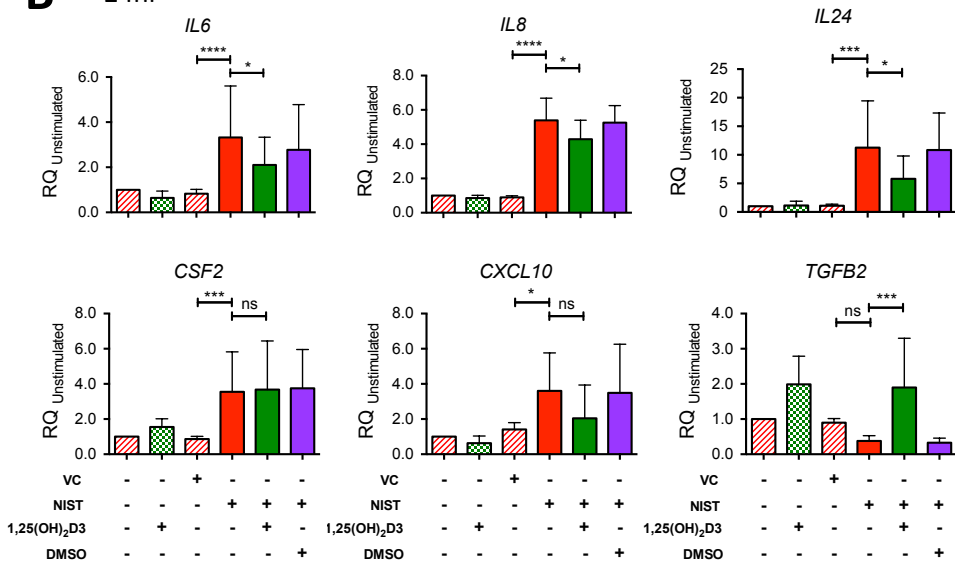 IL6
****
*
RQ Unstimulated
6.0
4.0
2.0
0.0
IL8
****
*
RQ Unstimulated
8.0
6.0
4.0
2.0
0.0
IL24
***
*
RQ Unstimulated
25
20
15
10
5
0
CSF2
***
ns
RQ Unstimulated
8.0
6.0
4.0
2.0
0.0
VC - - + - - -
NIST - - - + + +
1,25(OH)₂D3 - + - - + -
DMSO - - - - - +
CXCL10
*
ns
RQ Unstimulated
8.0
6.0
4.0
2.0
0.0
VC - - + - - -
NIST - - - + + +
1,25(OH)₂D3 - + - - + -
DMSO - - - - - +
TGFB2
***
ns
RQ Unstimulated
4.0
3.0
2.0
1.0
0.0
VC - - + - - -
NIST - - - + + +
1,25(OH)₂D3 - + - - + -
DMSO - - - - - +